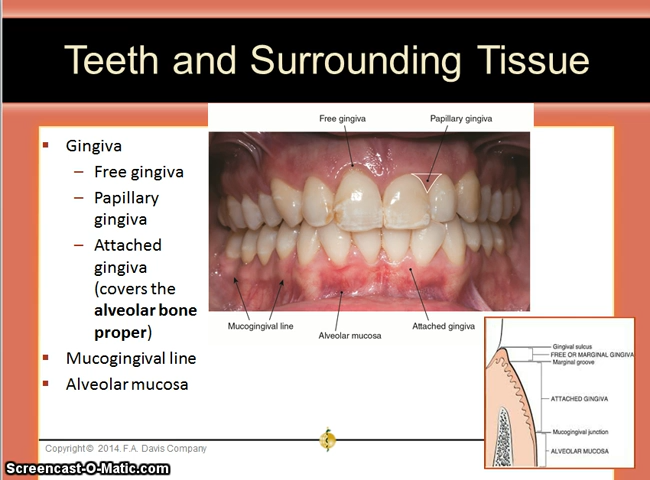 Teeth and Surrounding Tissue
Gingiva
– Free gingiva
– Papillary
gingiva
– Attached
gingiva
(covers the
alveolar bone
proper)
Mucogingival line
Alveolar mucosa
Free gingiva
Papillary gingiva
Mucogingival line
Alveolar mucosa
Attached gingiva
Gingival sulcus
FREE OR MARGINAL GINGIVA
Marginal groove
ATTACHED GINGIVA
Mucogingival junction
ALVEOLAR MUCOSA
Copyright © 2014. F.A. Davis Company
Screencast-O-Matic.com